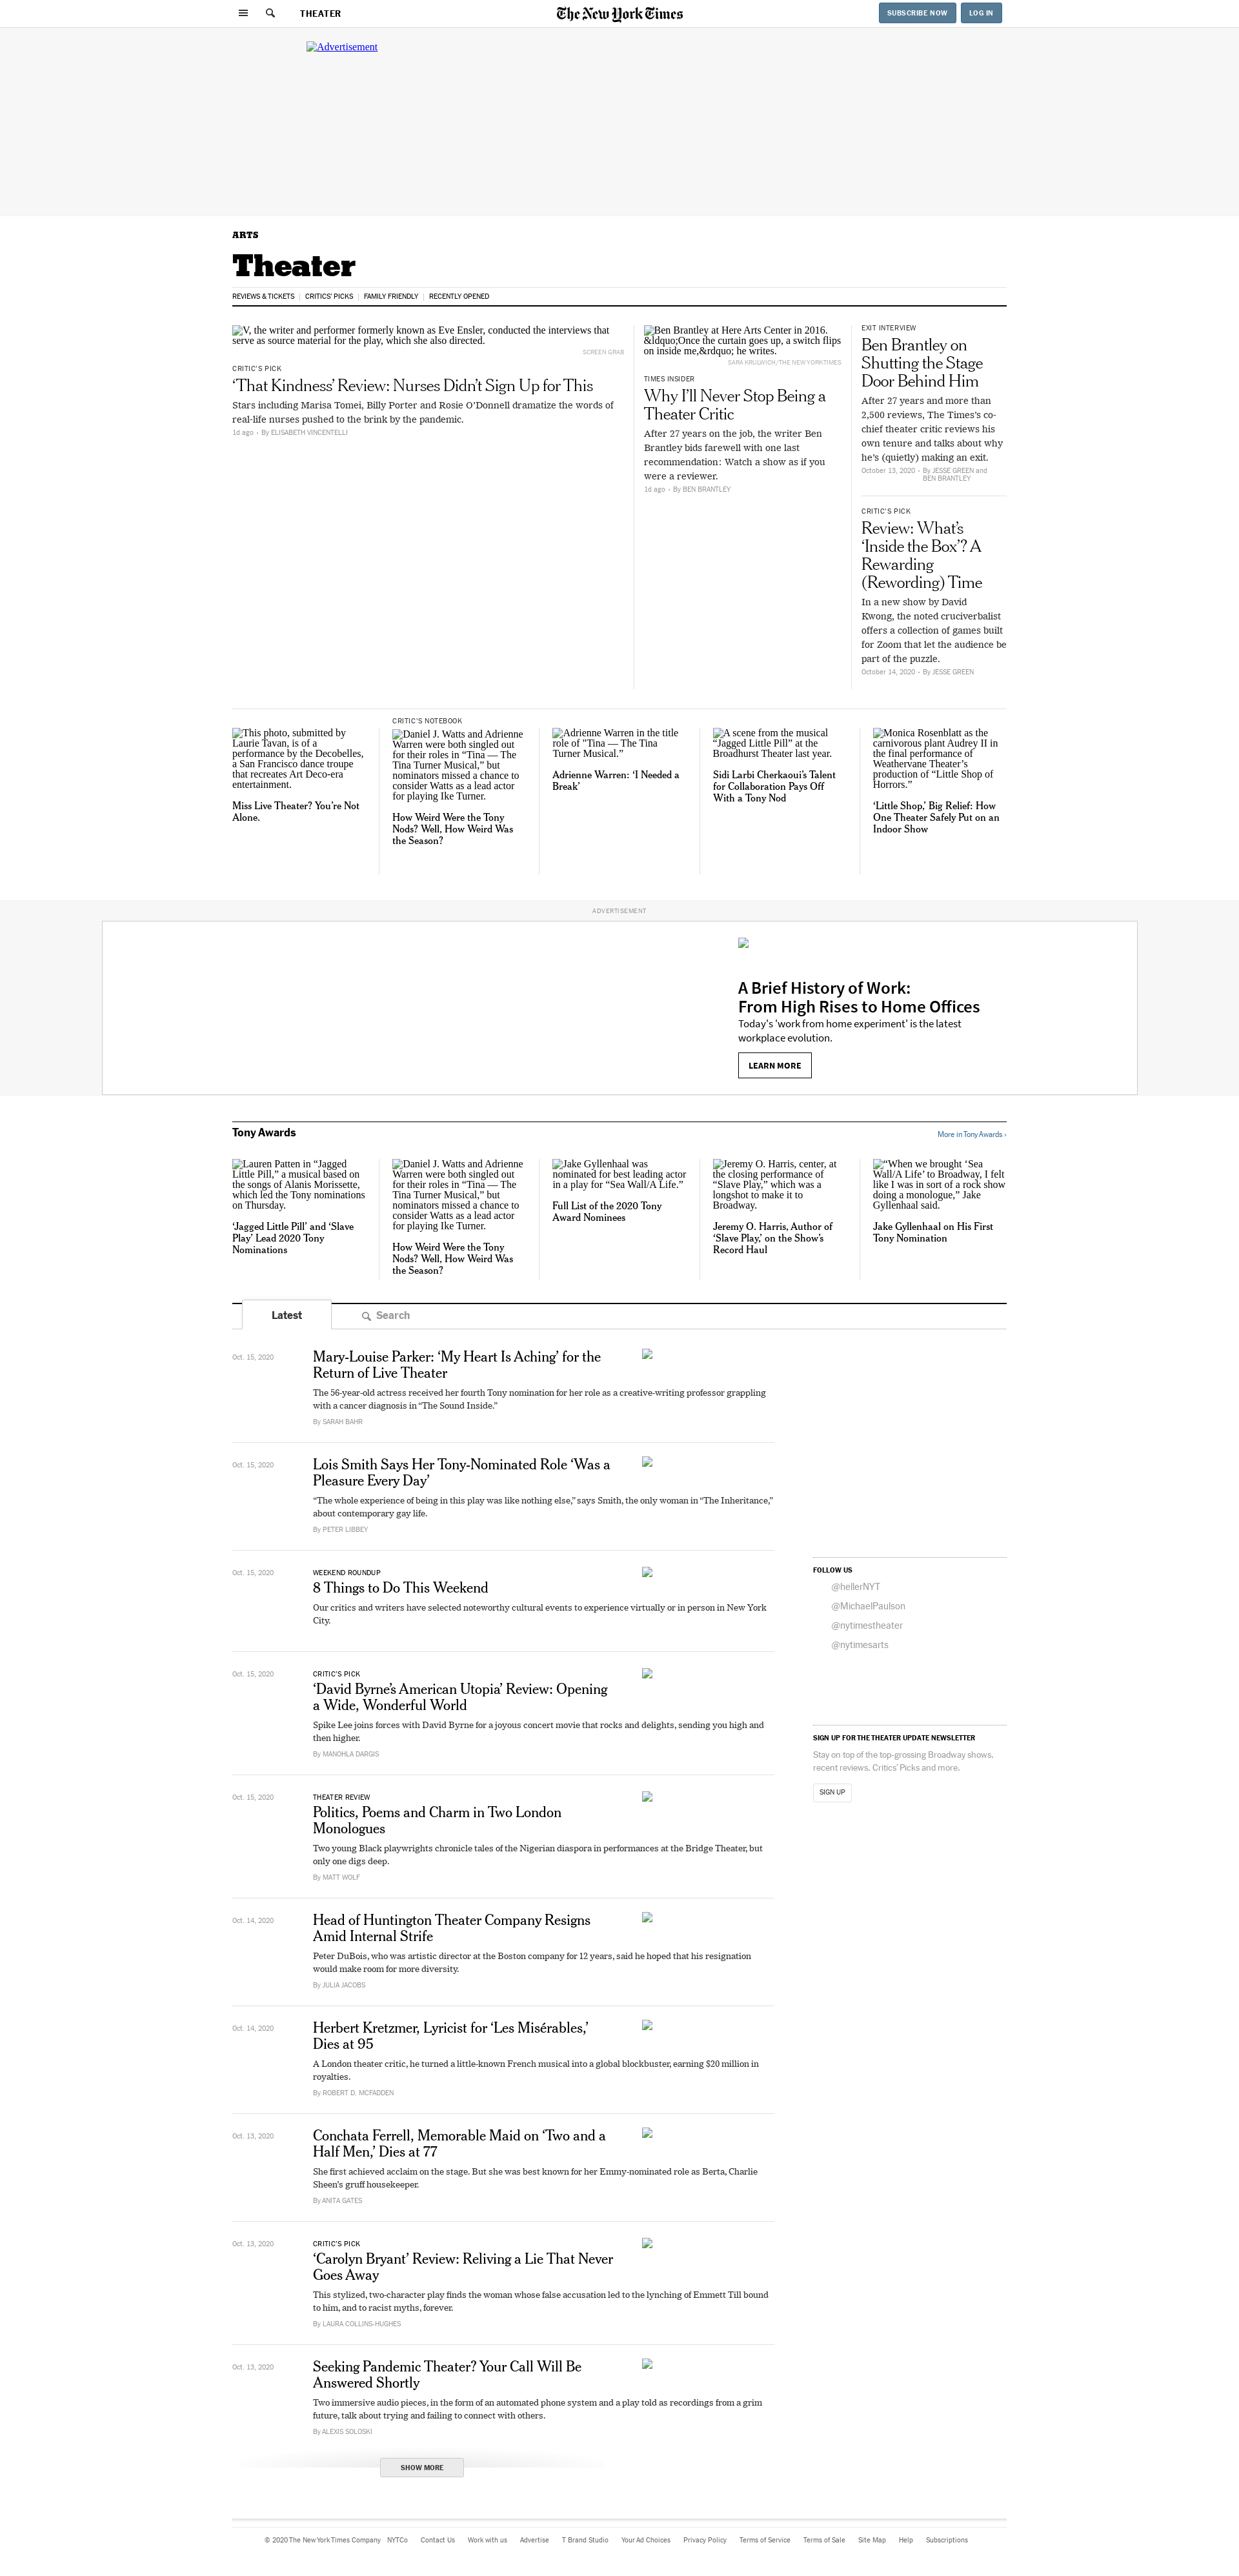 THEATER
The New York Times
SUBSCRIBE NOW
LOG IN
Advertisement
ARTS
Theater
REVIEWS & TICKETS
CRITICS' PICKS
FAMILY FRIENDLY
RECENTLY OPENED
V, the writer and performer formerly known as Eve Ensler, conducted the interviews that
serve as source material for the play, which she also directed.
SCREEN GRAB
CRITIC'S PICK
‘That Kindness’ Review: Nurses Didn’t Sign Up for This
Stars including Marisa Tomei, Billy Porter and Rosie O’Donnell dramatize the words of
real-life nurses pushed to the brink by the pandemic.
1d ago • By ELISABETH VINCENTELLI
Ben Brantley at Here Arts Center in 2016.
&ldquo;Once the curtain goes up, a switch flips
on inside me,&rdquo; he writes.
SARA KRULWICH/THE NEW YORK TIMES
TIMES INSIDER
Why I’ll Never Stop Being a
Theater Critic
After 27 years on the job, the writer Ben
Brantley bids farewell with one last
recommendation: Watch a show as if you
were a reviewer.
1d ago • By BEN BRANTLEY
EXIT INTERVIEW
Ben Brantley on
Shutting the Stage
Door Behind Him
After 27 years and more than
2,500 reviews, The Times’s co-
chief theater critic reviews his
own tenure and talks about why
he’s (quietly) making an exit.
October 13, 2020 • By JESSE GREEN and
BEN BRANTLEY
CRITIC'S PICK
Review: What’s
‘Inside the Box’? A
Rewarding
(Rewording) Time
In a new show by David
Kwong, the noted cruciverbalist
offers a collection of games built
for Zoom that let the audience be
part of the puzzle.
October 14, 2020 • By JESSE GREEN
This photo, submitted by
Laurie Tavan, is of a
performance by the Decobelles,
a San Francisco dance troupe
that recreates Art Deco-era
entertainment.
Miss Live Theater? You’re Not
Alone.
CRITIC'S NOTEBOOK
Daniel J. Watts and Adrienne
Warren were both singled out
for their roles in “Tina — The
Tina Turner Musical,” but
nominators missed a chance to
consider Watts as a lead actor
for playing Ike Turner.
How Weird Were the Tony
Nods? Well, How Weird Was
the Season?
Adrienne Warren in the title
role of "Tina — The Tina
Turner Musical.”
Adrienne Warren: ‘I Needed a
Break’
A scene from the musical
“Jagged Little Pill” at the
Broadhurst Theater last year.
Sidi Larbi Cherkaoui’s Talent
for Collaboration Pays Off
With a Tony Nod
Monica Rosenblatt as the
carnivorous plant Audrey II in
the final performance of
Weathervane Theater’s
production of “Little Shop of
Horrors.”
‘Little Shop,’ Big Relief: How
One Theater Safely Put on an
Indoor Show
ADVERTISEMENT
A Brief History of Work:
From High Rises to Home Offices
Today's 'work from home experiment' is the latest
workplace evolution.
LEARN MORE
Tony Awards
More in Tony Awards ›
Lauren Patten in “Jagged
Little Pill,” a musical based on
the songs of Alanis Morissette,
which led the Tony nominations
on Thursday.
‘Jagged Little Pill’ and ‘Slave
Play’ Lead 2020 Tony
Nominations
Daniel J. Watts and Adrienne
Warren were both singled out
for their roles in “Tina — The
Tina Turner Musical,” but
nominators missed a chance to
consider Watts as a lead actor
for playing Ike Turner.
How Weird Were the Tony
Nods? Well, How Weird Was
the Season?
Jake Gyllenhaal was
nominated for best leading actor
in a play for “Sea Wall/A Life.”
Full List of the 2020 Tony
Award Nominees
Jeremy O. Harris, center, at
the closing performance of
“Slave Play,” which was a
longshot to make it to
Broadway.
Jeremy O. Harris, Author of
‘Slave Play,’ on the Show’s
Record Haul
“When we brought ‘Sea
Wall/A Life’ to Broadway, I felt
like I was in sort of a rock show
doing a monologue,” Jake
Gyllenhaal said.
Jake Gyllenhaal on His First
Tony Nomination
Latest
Search
Oct. 15, 2020
Mary-Louise Parker: ‘My Heart Is Aching’ for the
Return of Live Theater
The 56-year-old actress received her fourth Tony nomination for her role as a creative-writing professor grappling
with a cancer diagnosis in “The Sound Inside.”
By SARAH BAHR
Oct. 15, 2020
Lois Smith Says Her Tony-Nominated Role ‘Was a
Pleasure Every Day’
“The whole experience of being in this play was like nothing else,” says Smith, the only woman in “The Inheritance,”
about contemporary gay life.
By PETER LIBBEY
Oct. 15, 2020
WEEKEND ROUNDUP
8 Things to Do This Weekend
Our critics and writers have selected noteworthy cultural events to experience virtually or in person in New York
City.
Oct. 15, 2020
CRITIC'S PICK
‘David Byrne’s American Utopia’ Review: Opening
a Wide, Wonderful World
Spike Lee joins forces with David Byrne for a joyous concert movie that rocks and delights, sending you high and
then higher.
By MANOHLA DARGIS
Oct. 15, 2020
THEATER REVIEW
Politics, Poems and Charm in Two London
Monologues
Two young Black playwrights chronicle tales of the Nigerian diaspora in performances at the Bridge Theater, but
only one digs deep.
By MATT WOLF
Oct. 14, 2020
Head of Huntington Theater Company Resigns
Amid Internal Strife
Peter DuBois, who was artistic director at the Boston company for 12 years, said he hoped that his resignation
would make room for more diversity.
By JULIA JACOBS
Oct. 14, 2020
Herbert Kretzmer, Lyricist for ‘Les Misérables,’
Dies at 95
A London theater critic, he turned a little-known French musical into a global blockbuster, earning $20 million in
royalties.
By ROBERT D. MCFADDEN
Oct. 13, 2020
Conchata Ferrell, Memorable Maid on ‘Two and a
Half Men,’ Dies at 77
She first achieved acclaim on the stage. But she was best known for her Emmy-nominated role as Berta, Charlie
Sheen’s gruff housekeeper.
By ANITA GATES
Oct. 13, 2020
CRITIC'S PICK
‘Carolyn Bryant’ Review: Reliving a Lie That Never
Goes Away
This stylized, two-character play finds the woman whose false accusation led to the lynching of Emmett Till bound
to him, and to racist myths, forever.
By LAURA COLLINS-HUGHES
Oct. 13, 2020
Seeking Pandemic Theater? Your Call Will Be
Answered Shortly
Two immersive audio pieces, in the form of an automated phone system and a play told as recordings from a grim
future, talk about trying and failing to connect with others.
By ALEXIS SOLOSKI
SHOW MORE
FOLLOW US
@hellerNYT
@MichaelPaulson
@nytimestheater
@nytimesarts
SIGN UP FOR THE THEATER UPDATE NEWSLETTER
Stay on top of the top-grossing Broadway shows,
recent reviews, Critics’ Picks and more.
SIGN UP
© 2020 The New York Times Company
NYTCo
Contact Us
Work with us
Advertise
T Brand Studio
Your Ad Choices
Privacy Policy
Terms of Service
Terms of Sale
Site Map
Help
Subscriptions